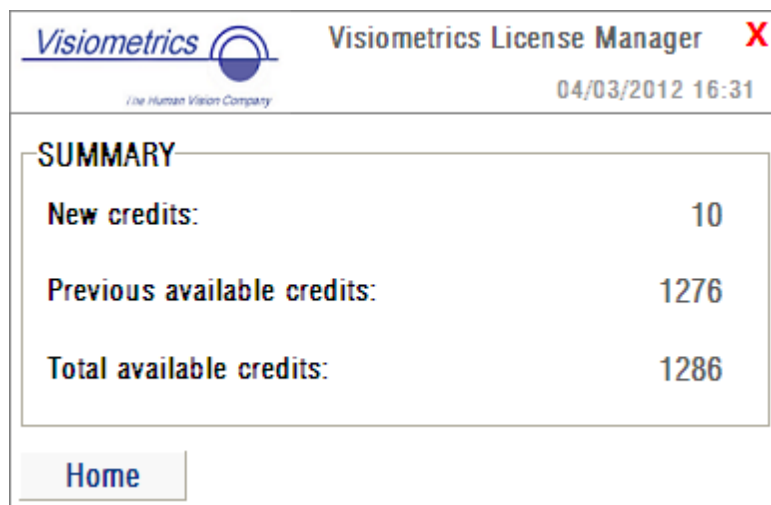 Visiometrics
The Human Vision Company
Visiometrics License Manager X
04/03/2012 16:31
SUMMARY
New credits: 10
Previous available credits: 1276
Total available credits: 1286
Home